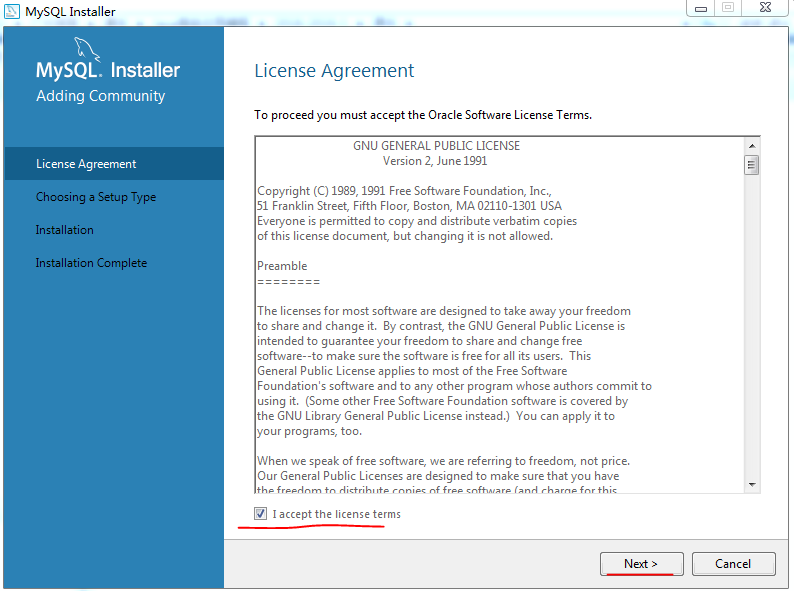 MySQL Installer
MySQL. Installer
Adding Community
License Agreement
Choosing a Setup Type
Installation
Installation Complete
License Agreement
To proceed you must accept the Oracle Software License Terms.
GNU GENERAL PUBLIC LICENSE
Version 2, June 1991
Copyright (C) 1989, 1991 Free Software Foundation, Inc.,
51 Franklin Street, Fifth Floor, Boston, MA 02110-1301 USA
Everyone is permitted to copy and distribute verbatim copies
of this license document, but changing it is not allowed.
Preamble
========
The licenses for most software are designed to take away your freedom
to share and change it.  By contrast, the GNU General Public License is
intended to guarantee your freedom to share and change free
software--to make sure the software is free for all its users.  This
General Public License applies to most of the Free Software
Foundation's software and to any other program whose authors commit to
using it.  (Some other Free Software Foundation software is covered by
the GNU Library General Public License instead.)  You can apply it to
your programs, too.
When we speak of free software, we are referring to freedom, not price.
Our General Public Licenses are designed to make sure that you have
the freedom to distribute copies of free software (and charge for this
I accept the license terms
Next >
Cancel